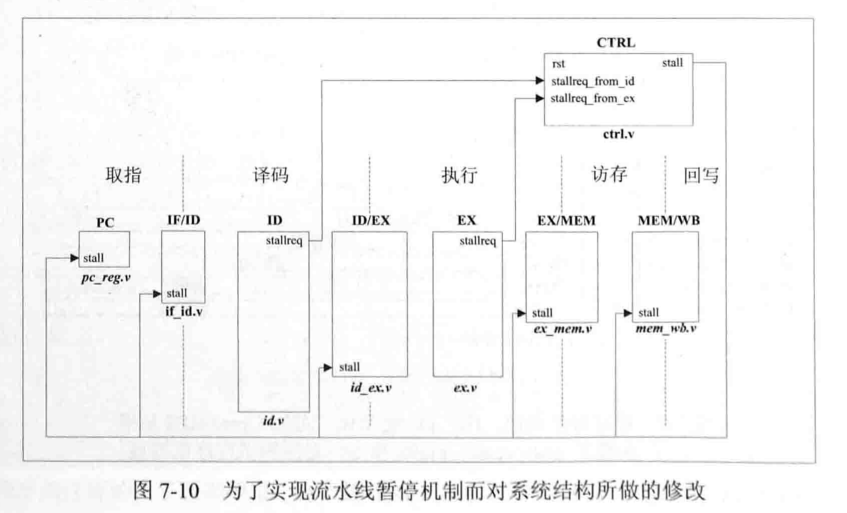 CTRL
rst stall
stallreq_from_id
stallreq_from_ex
ctrl.v
取指 译码 执行 访存 回写
PC IF/ID ID ID/EX EX EX/MEM MEM/WB
stallreq stallreq
stall
pc_reg.v
stall
if_id.v
stall stall
ex_mem.v mem_wb.v
stall
id_ex.v ex.v
id.v
图 7-10 为了实现流水线暂停机制而对系统结构所做的修改